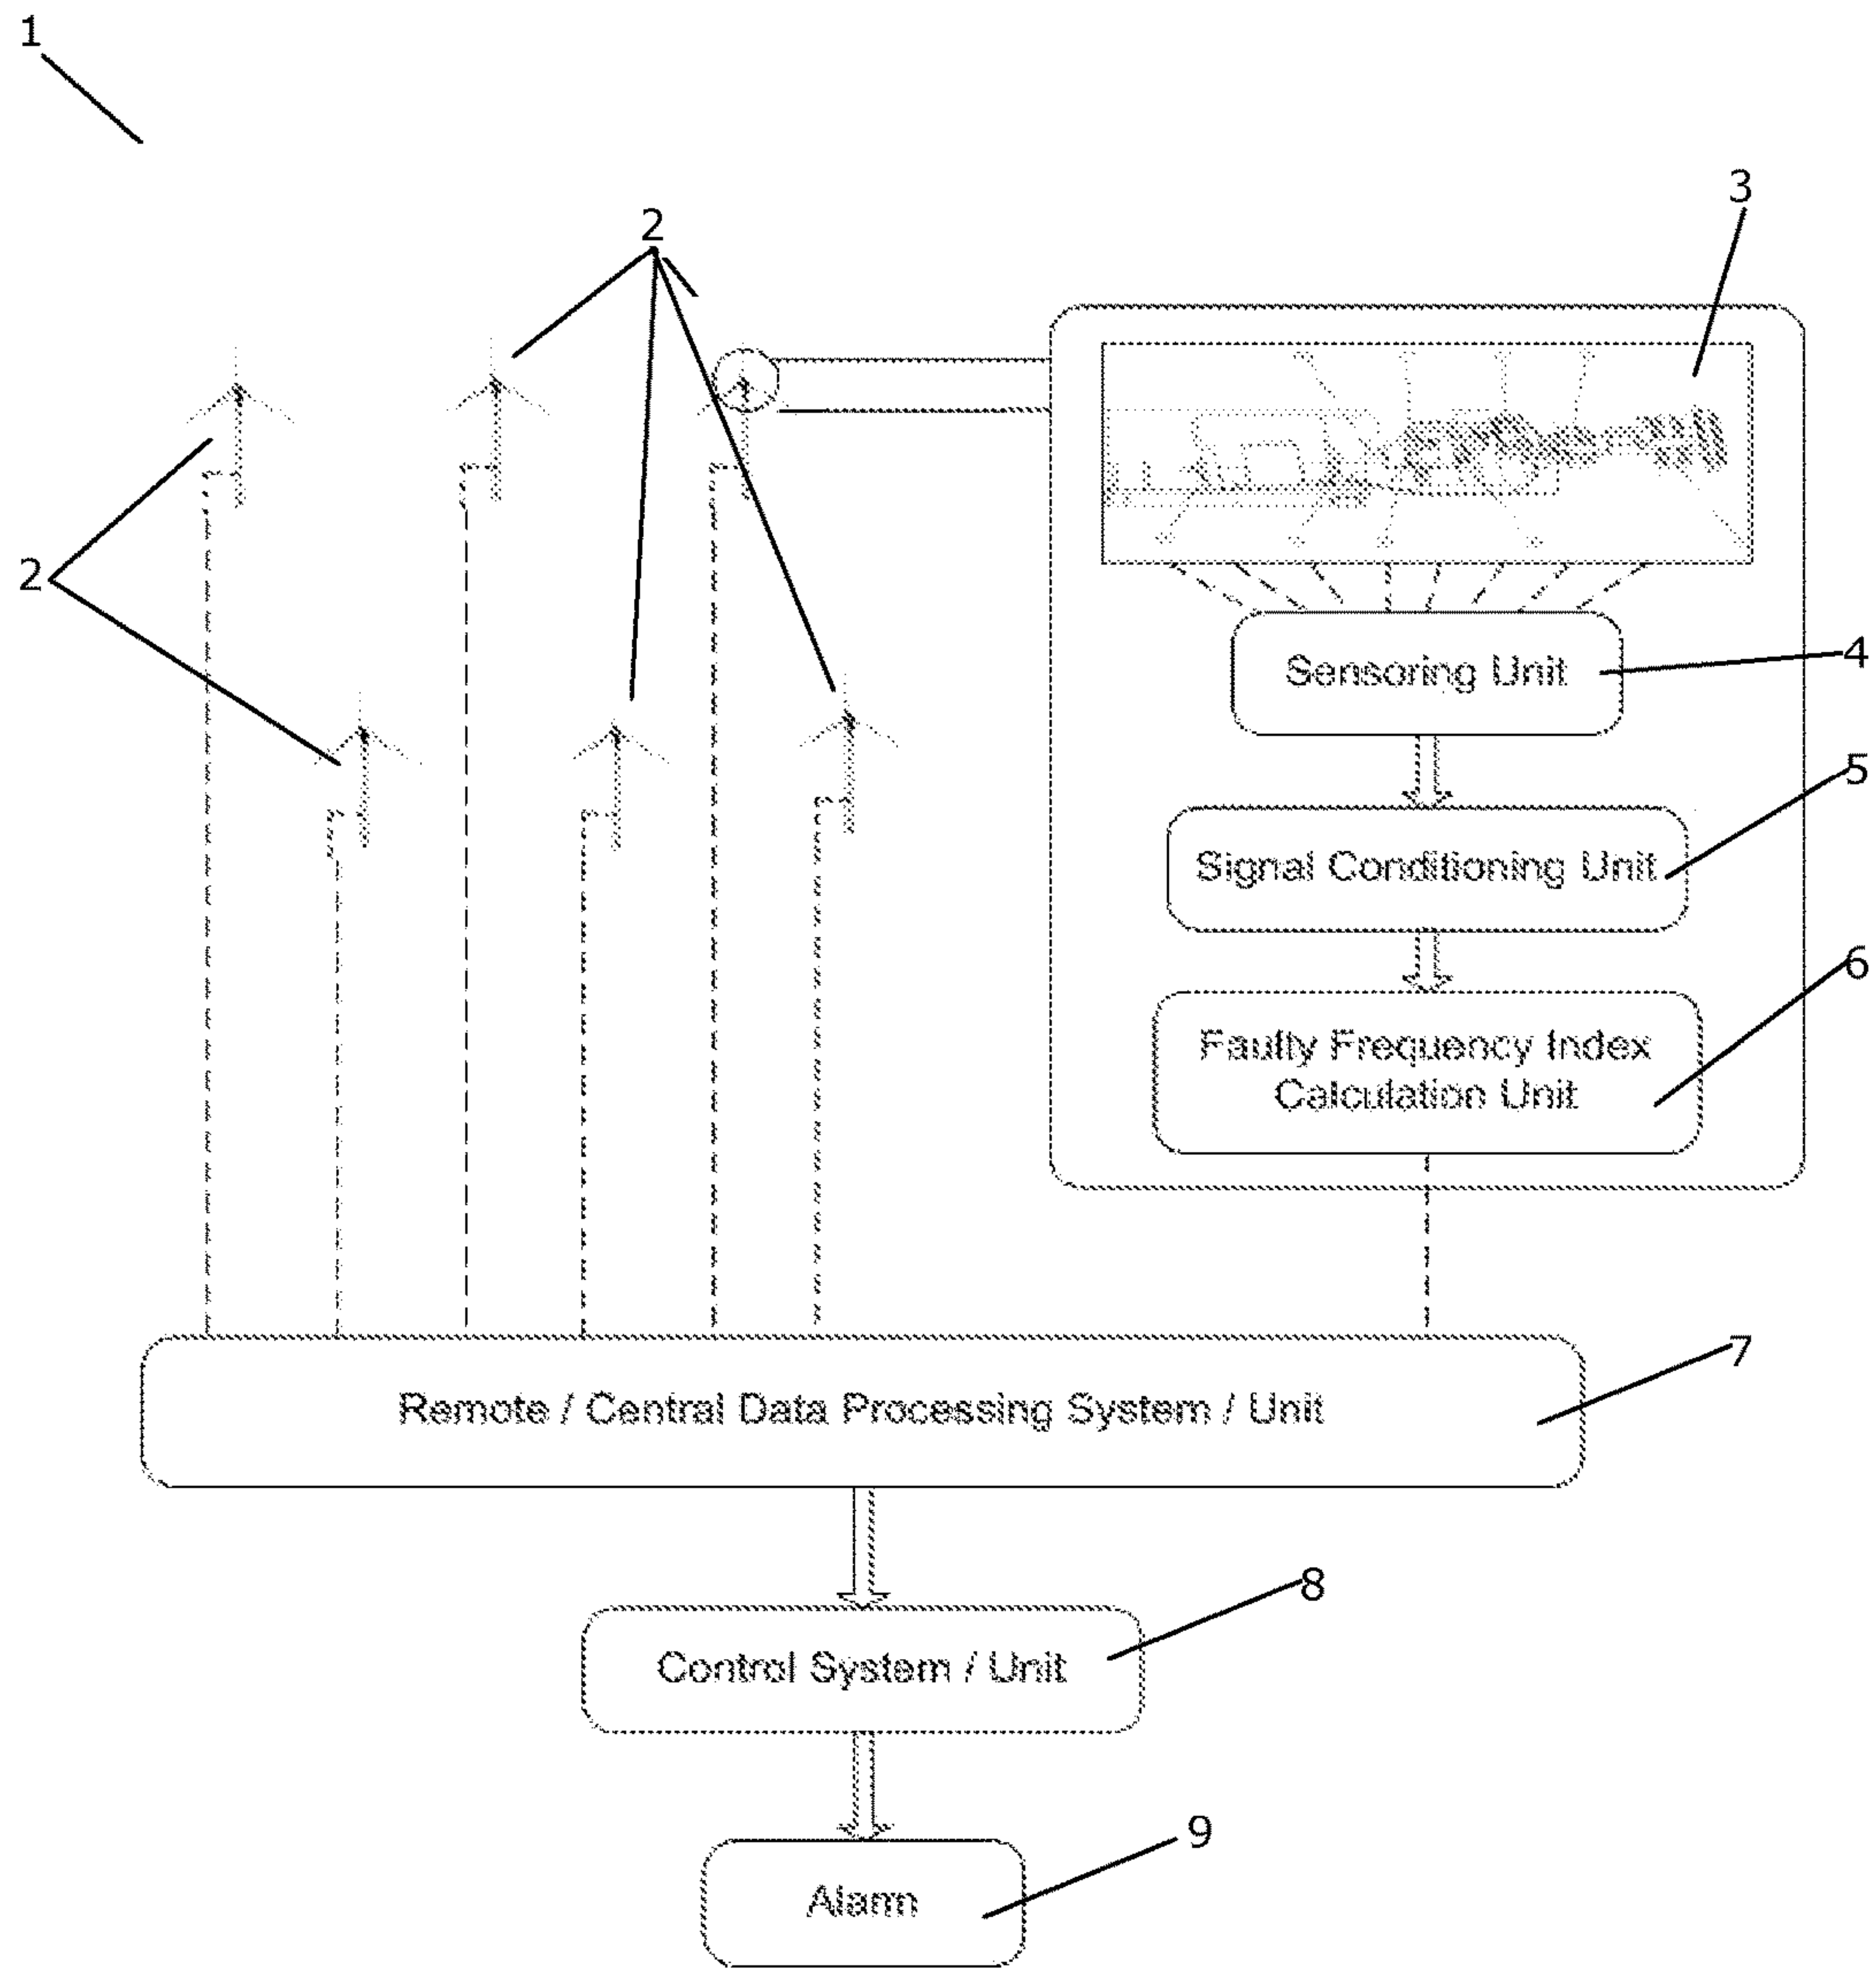 1
2
3
2
Sensoring Unit
4
Signal Conditioning Unit
5
Faulty Frequency Index
Calculation Unit
6
Remote / Central Data Processing System / Unit
7
Control System / Unit
8
Alarm
9